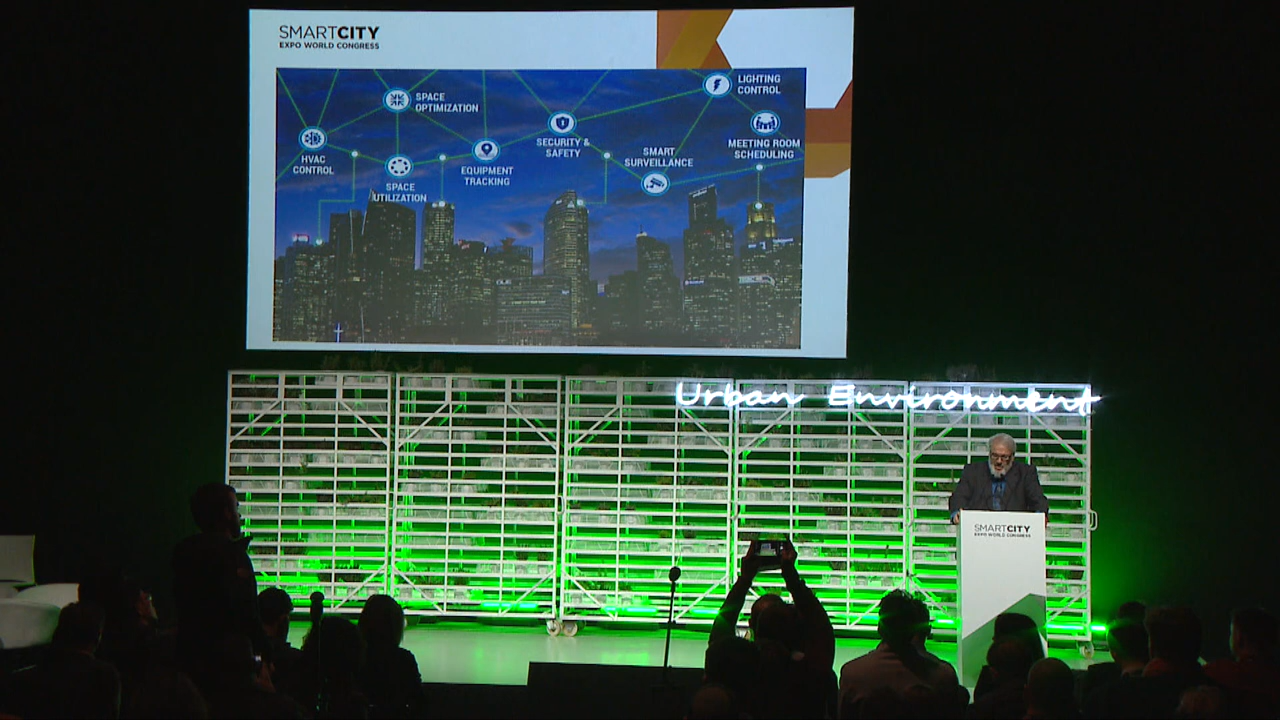 SMARTCITY
EXPO WORLD CONGRESS
LIGHTING
CONTROL
SPACE
OPTIMIZATION
SECURITY &
SAFETY
MEETING ROOM
SCHEDULING
HVAC
CONTROL
SMART
SURVEILLANCE
EQUIPMENT
TRACKING
SPACE
UTILIZATION
Urban Environment
SMARTCITY
EXPO WORLD CONGRESS